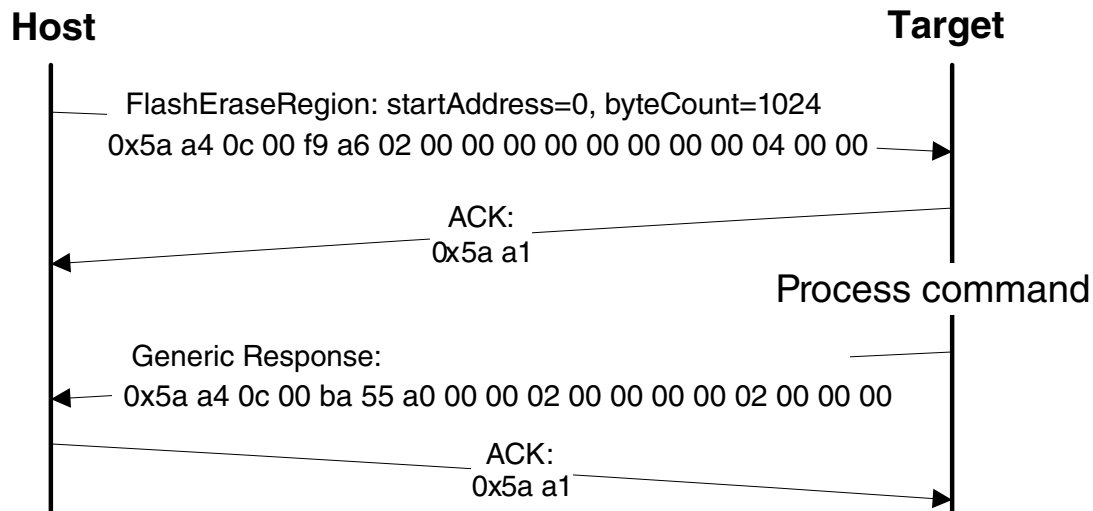 Host
Target
FlashEraseRegion: startAddress=0, byteCount=1024
0x5a a4 0c 00 f9 a6 02 00 00 00 00 00 00 00 00 04 00 00
ACK:
0x5a a1
Process command
Generic Response:
0x5a a4 0c 00 ba 55 a0 00 00 02 00 00 00 00 02 00 00 00
ACK:
0x5a a1